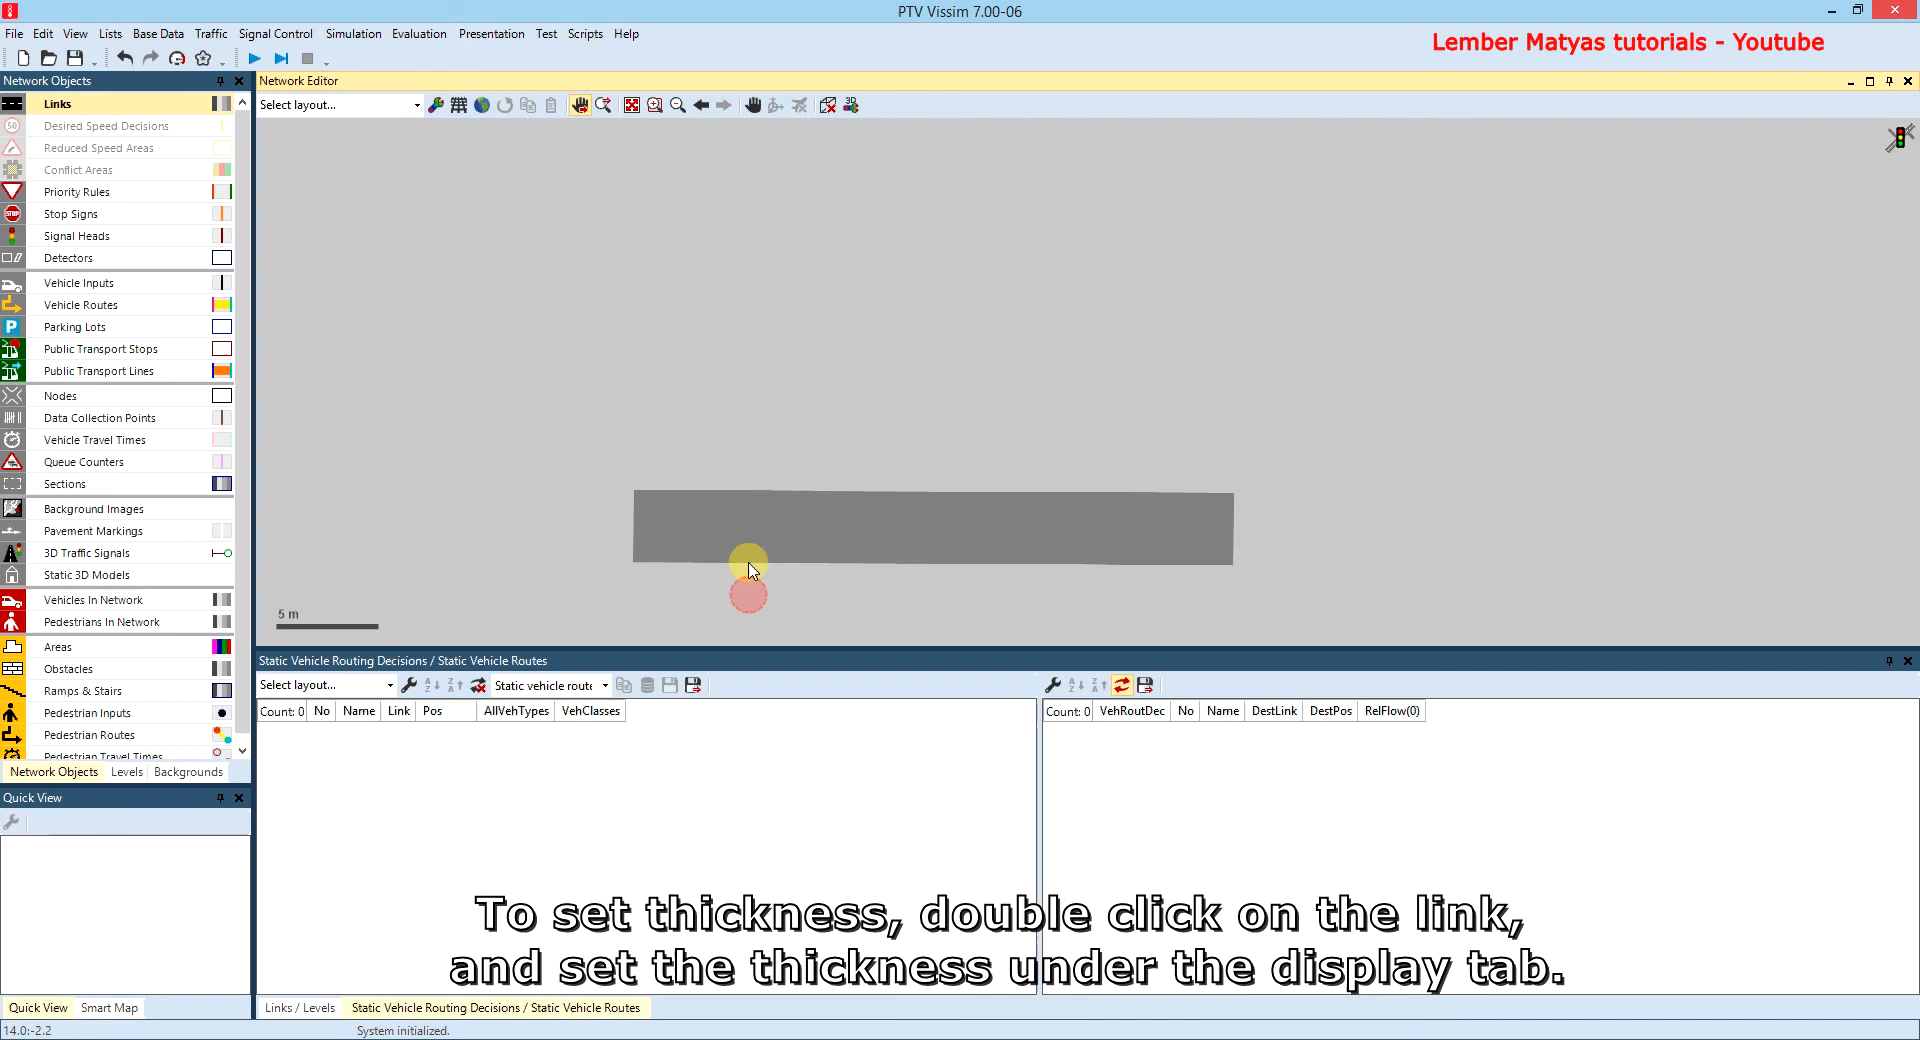 PTV Vissim 7.00-06
File Edit View Lists Base Data Traffic Signal Control Simulation Evaluation Presentation Test Scripts Help
Lember Matyas tutorials - Youtube
Network Objects
Network Editor
Select layout...
3D
Links
50
Desired Speed Decisions
Reduced Speed Areas
Conflict Areas
Priority Rules
STOP
Stop Signs
Signal Heads
Detectors
Vehicle Inputs
Vehicle Routes
P
Parking Lots
Public Transport Stops
Public Transport Lines
Nodes
Data Collection Points
Vehicle Travel Times
Queue Counters
Sections
Background Images
Pavement Markings
3D Traffic Signals
Static 3D Models
Vehicles In Network
Pedestrians In Network
Areas
Obstacles
Ramps & Stairs
Pedestrian Inputs
Pedestrian Routes
Pedestrian Travel Times
Network Objects Levels Backgrounds
5 m
Static Vehicle Routing Decisions / Static Vehicle Routes
Select layout... Static vehicle route
Count: 0 No Name Link Pos AllVehTypes VehClasses
Count: 0 VehRoutDec No Name DestLink DestPos RelFlow(0)
Quick View
To set thickness, double click on the link,
and set the thickness under the display tab.
Quick View Smart Map
Links / Levels Static Vehicle Routing Decisions / Static Vehicle Routes
14.0:-2.2 System initialized.